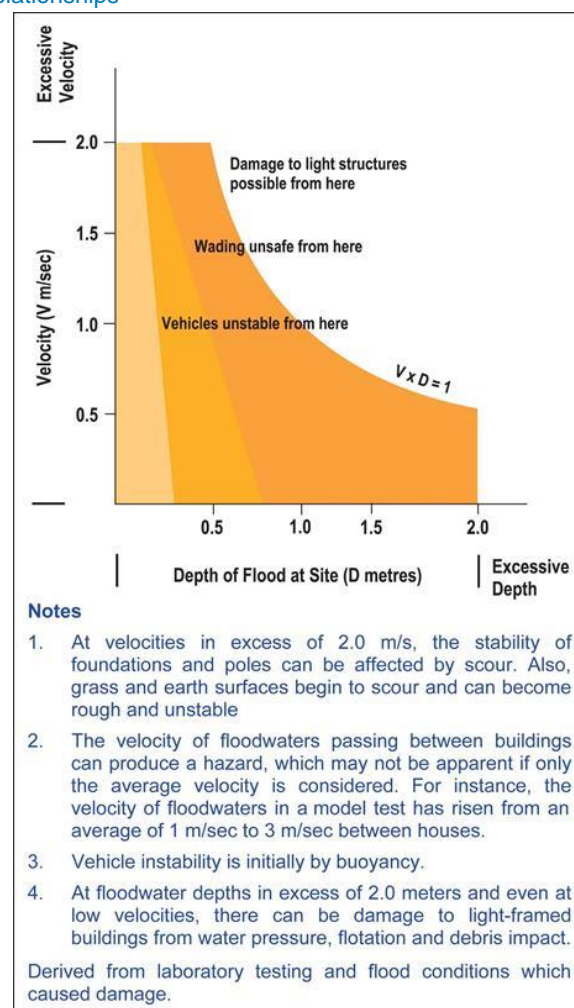 elationships
Excessive
Velocity
2.0
Damage to light structures
possible from here
1.5
Wading unsafe from here
Velocity (V m/sec)
1.0
Vehicles unstable from here
V x D = 1
0.5
0.5 1.0 1.5 2.0
Depth of Flood at Site (D metres)
Excessive
Depth
Notes
1. At velocities in excess of 2.0 m/s, the stability of
foundations and poles can be affected by scour. Also,
grass and earth surfaces begin to scour and can become
rough and unstable
2. The velocity of floodwaters passing between buildings
can produce a hazard, which may not be apparent if only
the average velocity is considered. For instance, the
velocity of floodwaters in a model test has risen from an
average of 1 m/sec to 3 m/sec between houses.
3. Vehicle instability is initially by buoyancy.
4. At floodwater depths in excess of 2.0 meters and even at
low velocities, there can be damage to light-framed
buildings from water pressure, flotation and debris impact.
Derived from laboratory testing and flood conditions which
caused damage.